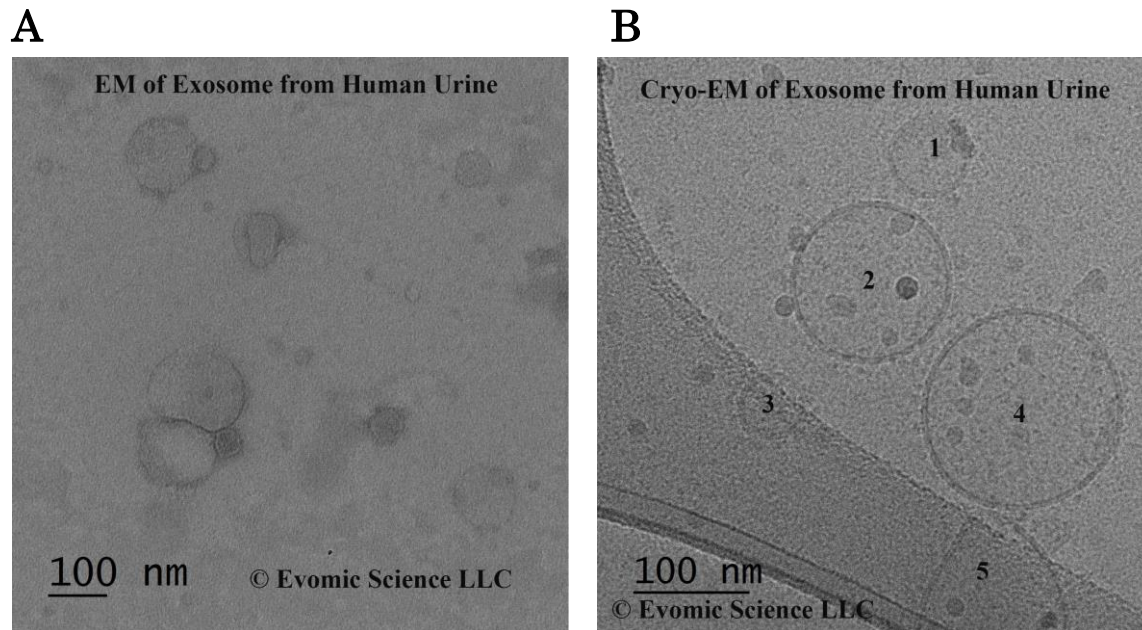 A
B
EM of Exosome from Human Urine
Cryo-EM of Exosome from Human Urine
1
2
3
4
5
100 nm
© Evomic Science LLC
100 nm
© Evomic Science LLC